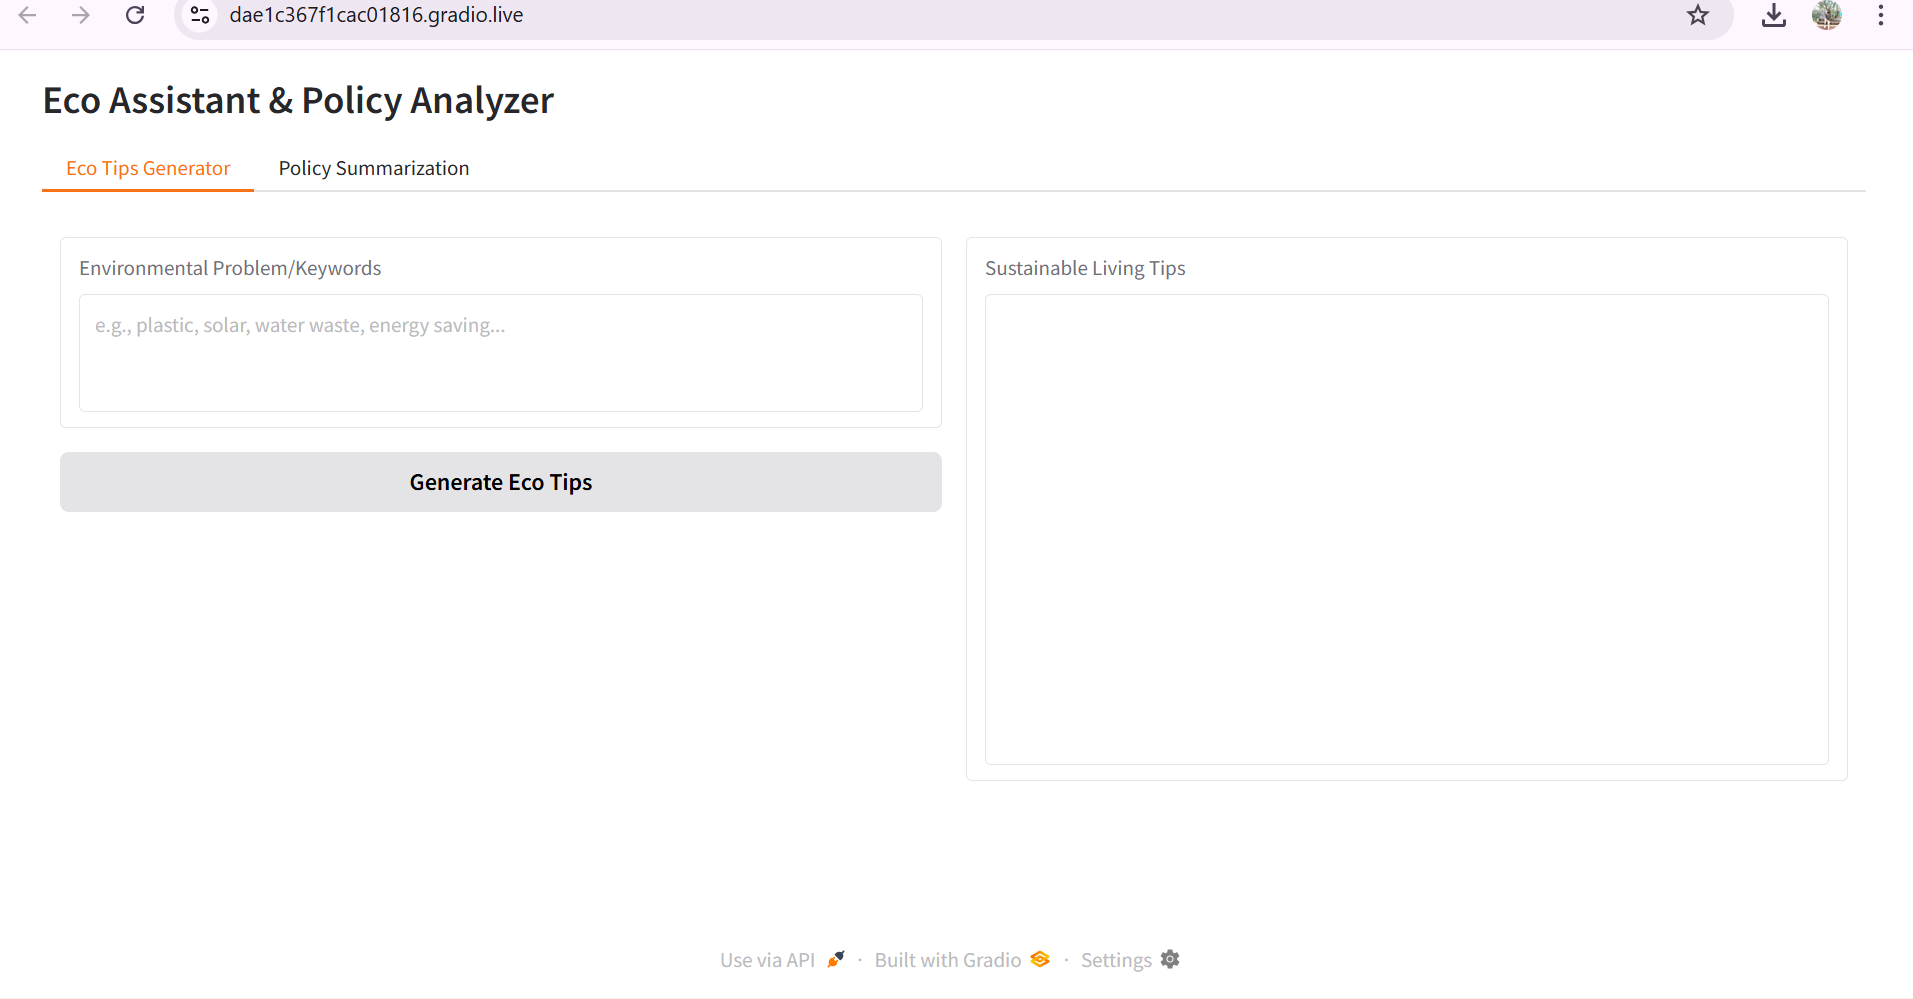 dae1c367f1cac01816.gradio.live
Eco Assistant & Policy Analyzer
Eco Tips Generator
Policy Summarization
Environmental Problem/Keywords
e.g., plastic, solar, water waste, energy saving...
Generate Eco Tips
Sustainable Living Tips
Use via API · Built with Gradio · Settings